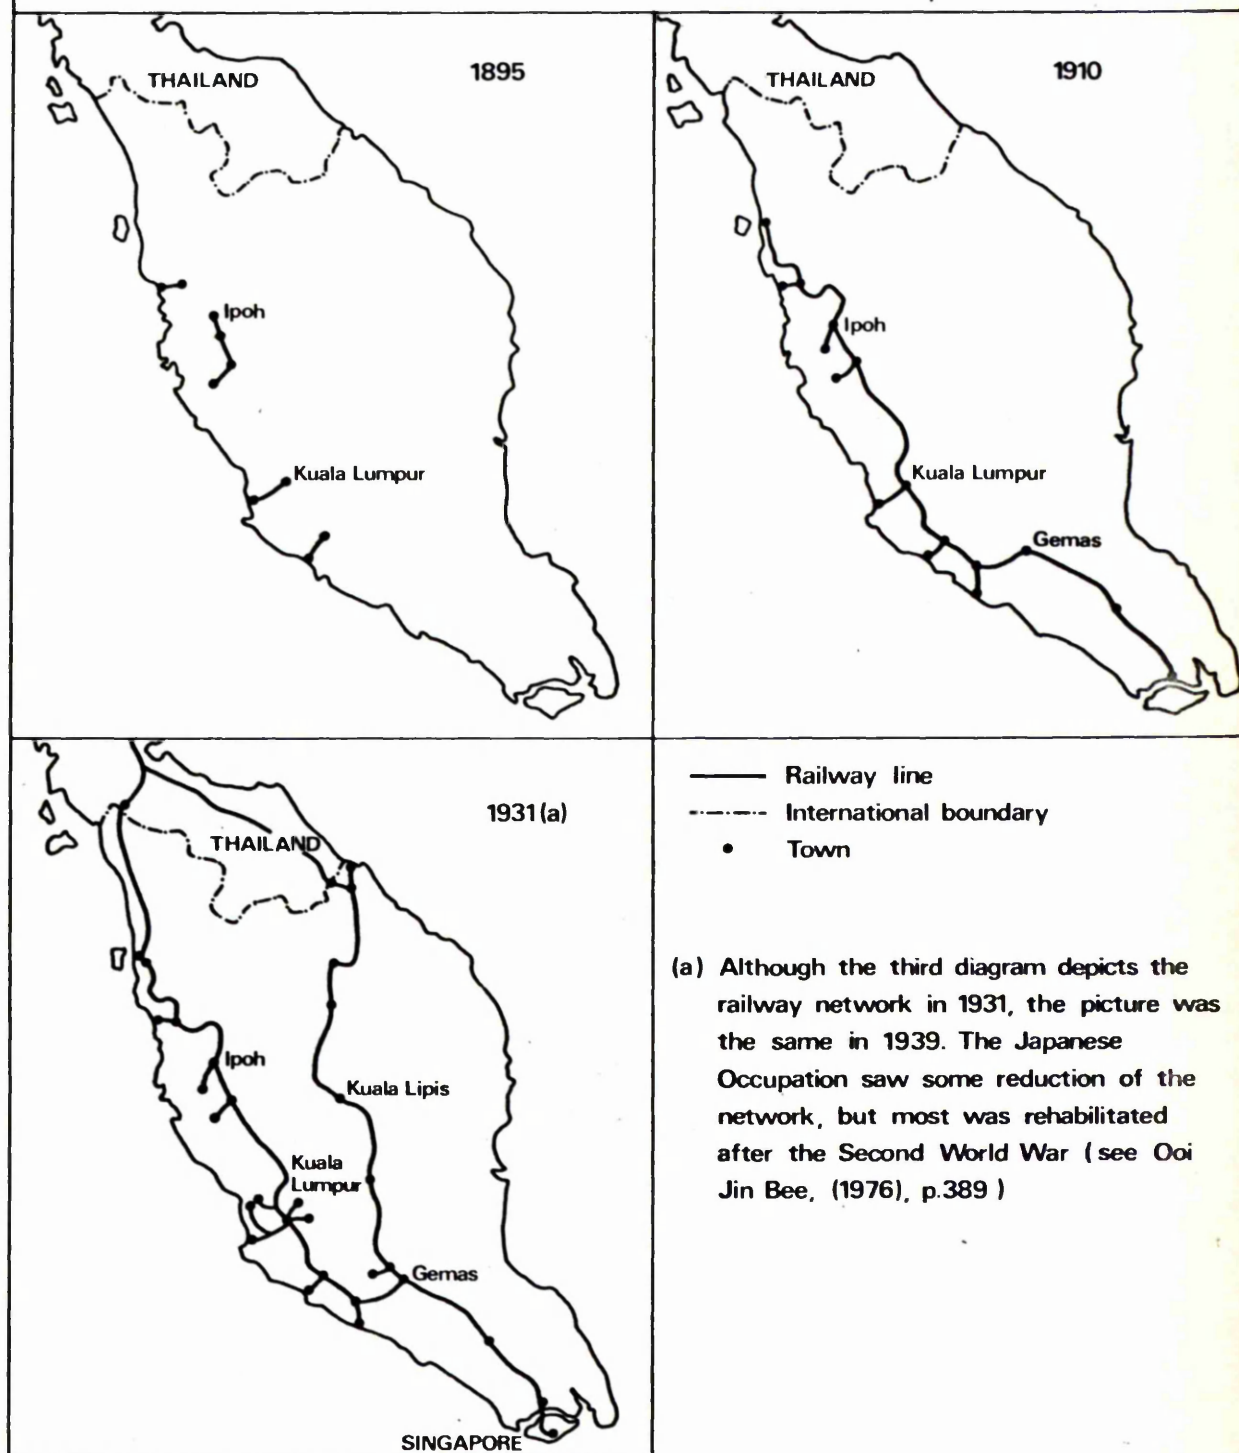 THAILAND
1895
Ipoh
Kuala Lumpur
THAILAND
1910
Ipoh
Kuala Lumpur
Gemas
1931(a)
THAILAND
Ipoh
Kuala Lipis
Kuala
Lumpur
Gemas
SINGAPORE
Railway line
International boundary
Town
(a) Although the third diagram depicts the
railway network in 1931, the picture was
the same in 1939. The Japanese
Occupation saw some reduction of the
network, but most was rehabilitated
after the Second World War (see Ooi
Jin Bee, (1976), p.389)